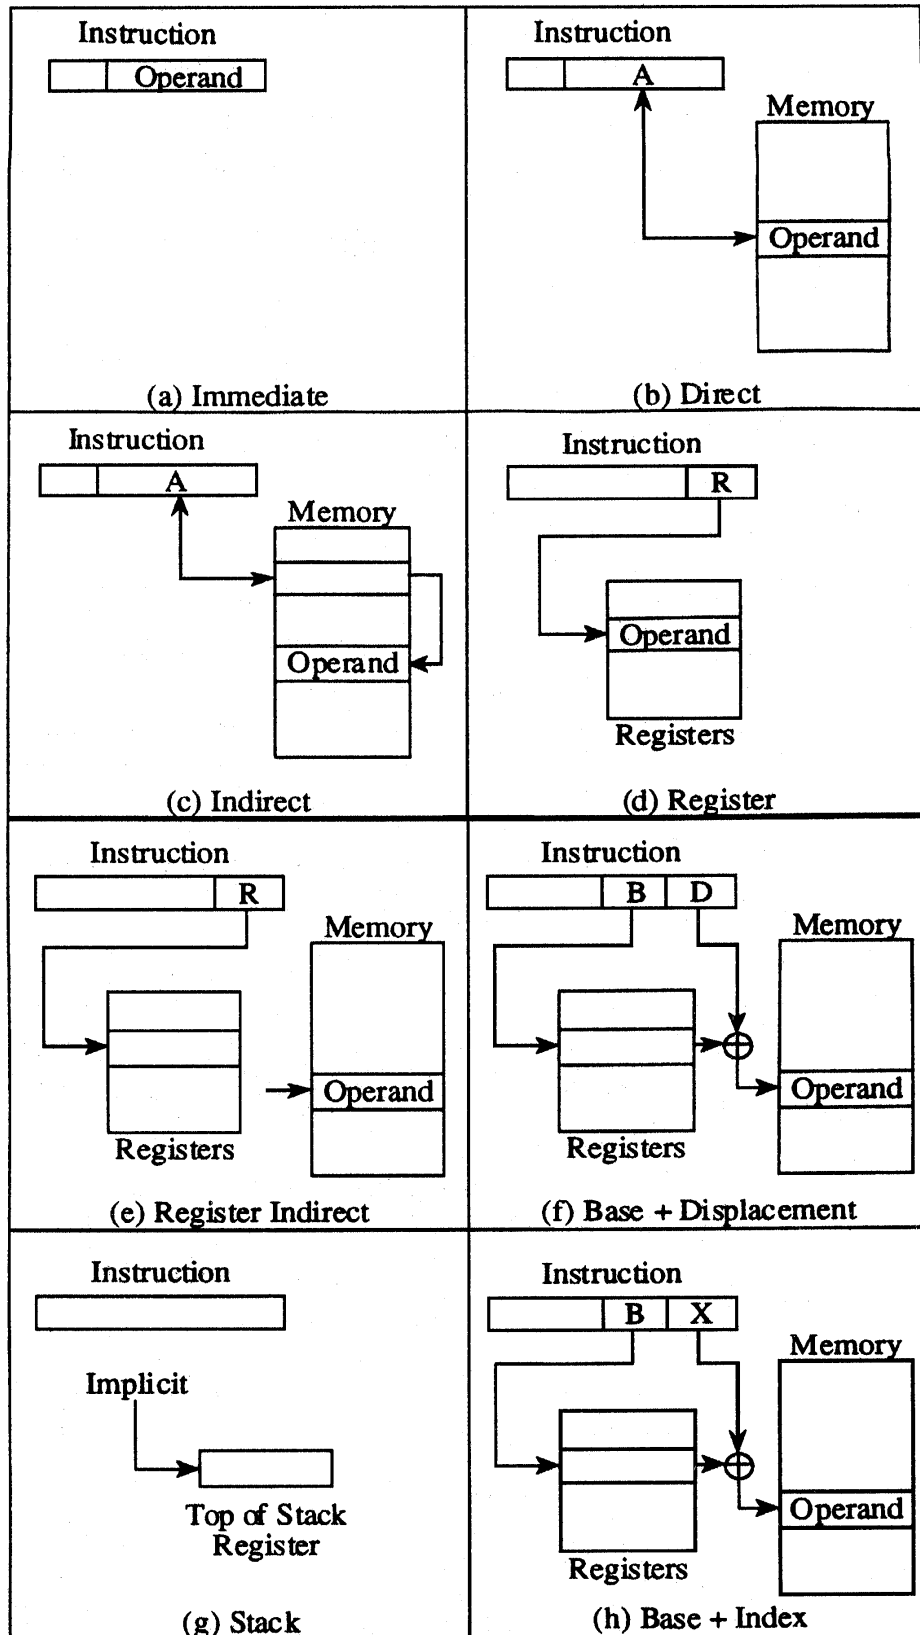 Instruction
Operand
(a) Immediate
Instruction
A
Memory
Operand
(b) Direct
Instruction
A
Memory
Operand
(c) Indirect
Instruction
R
Operand
Registers
(d) Register
Instruction
R
Memory
Operand
Registers
(e) Register Indirect
Instruction
B D
Memory
Operand
Registers
(f) Base + Displacement
Instruction
Implicit
Top of Stack
Register
(g) Stack
Instruction
B X
Memory
Operand
Registers
(h) Base + Index